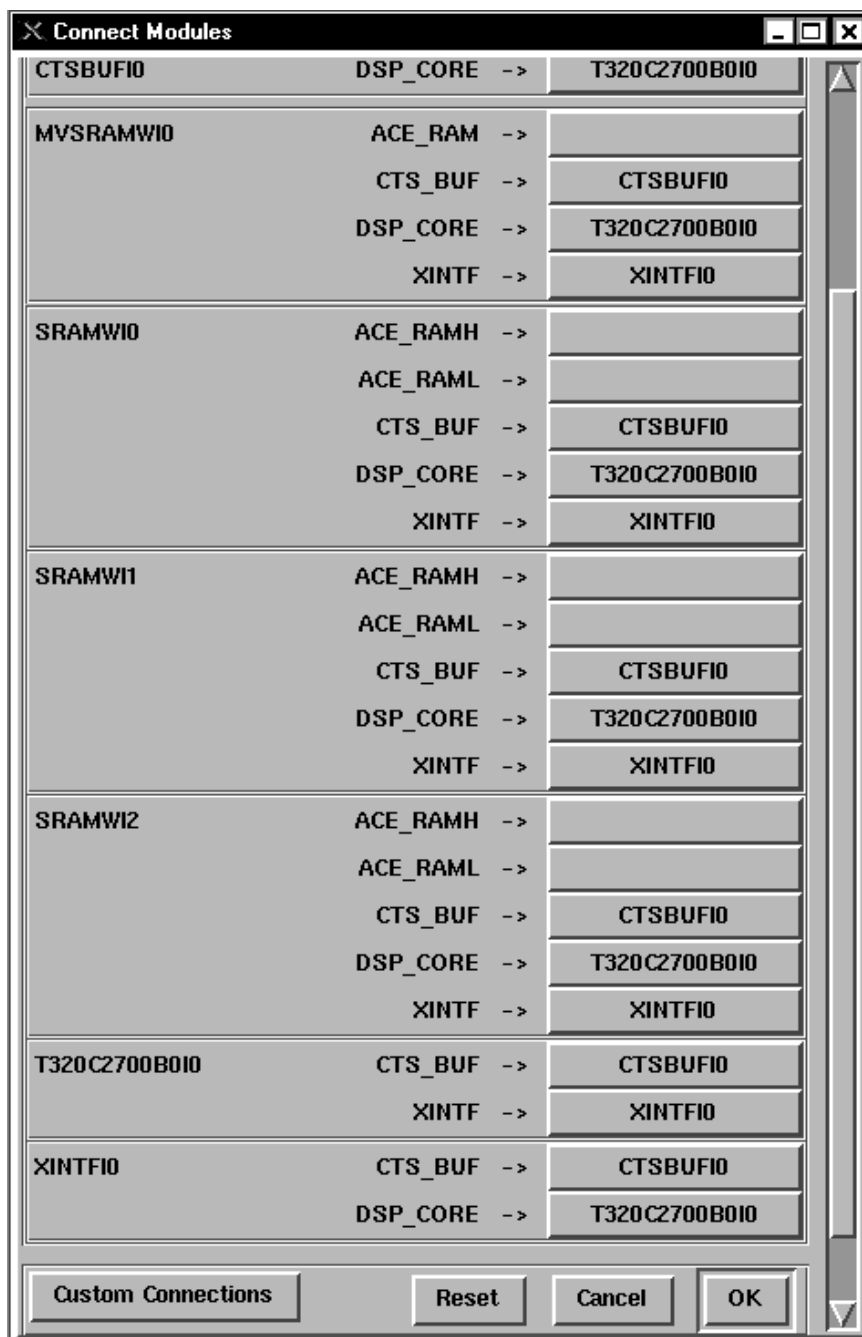 Connect Modules
CTSBUFI0 DSP_CORE -> T320C2700B0I0
MVSRAMWI0 ACE_RAM ->
CTS_BUF -> CTSBUFI0
DSP_CORE -> T320C2700B0I0
XINTF -> XINTFI0
SRAMWI0 ACE_RAMH ->
ACE_RAML ->
CTS_BUF -> CTSBUFI0
DSP_CORE -> T320C2700B0I0
XINTF -> XINTFI0
SRAMWI1 ACE_RAMH ->
ACE_RAML ->
CTS_BUF -> CTSBUFI0
DSP_CORE -> T320C2700B0I0
XINTF -> XINTFI0
SRAMWI2 ACE_RAMH ->
ACE_RAML ->
CTS_BUF -> CTSBUFI0
DSP_CORE -> T320C2700B0I0
XINTF -> XINTFI0
T320C2700B0I0 CTS_BUF -> CTSBUFI0
XINTF -> XINTFI0
XINTFI0 CTS_BUF -> CTSBUFI0
DSP_CORE -> T320C2700B0I0
Custom Connections Reset Cancel OK